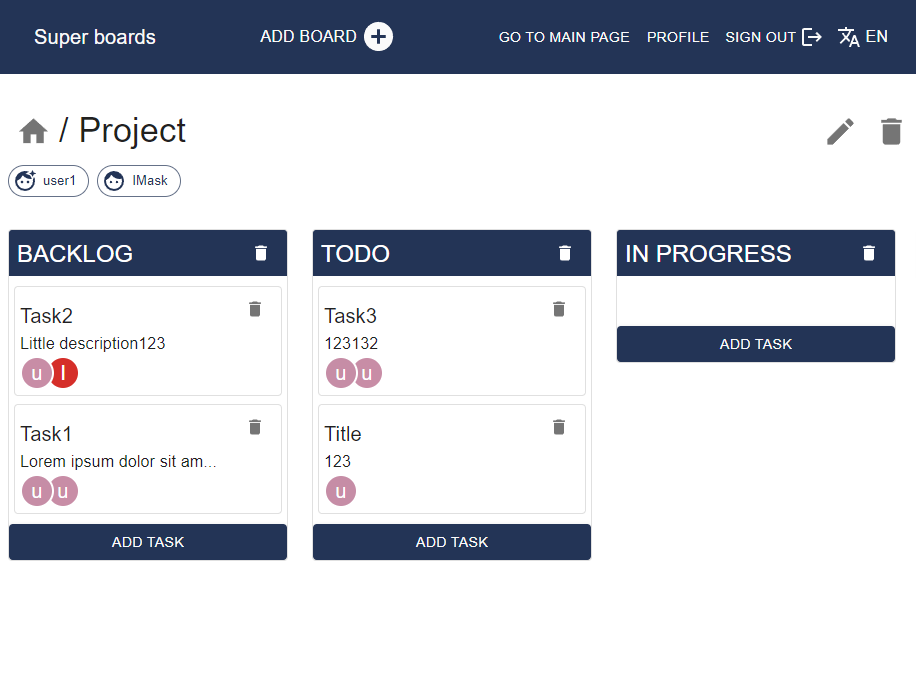 Super boards
ADD BOARD
GO TO MAIN PAGE
PROFILE
SIGN OUT
EN
/ Project
user1
IMask
BACKLOG
Task2
Little description123
u I
Task1
Lorem ipsum dolor sit am...
u u
ADD TASK
TODO
Task3
123132
u u
Title
123
u
ADD TASK
IN PROGRESS
ADD TASK